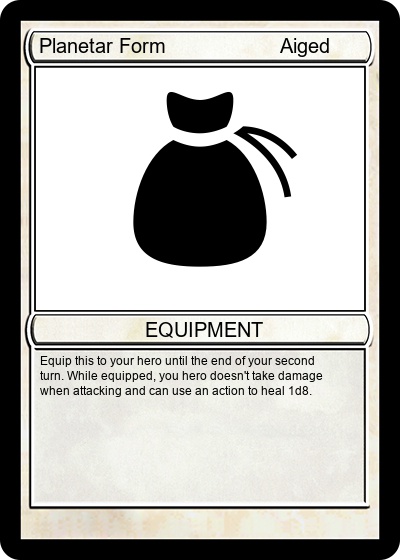 Planetar Form Aiged
EQUIPMENT
Equip this to your hero until the end of your second
turn. While equipped, you hero doesn't take damage
when attacking and can use an action to heal 1d8.